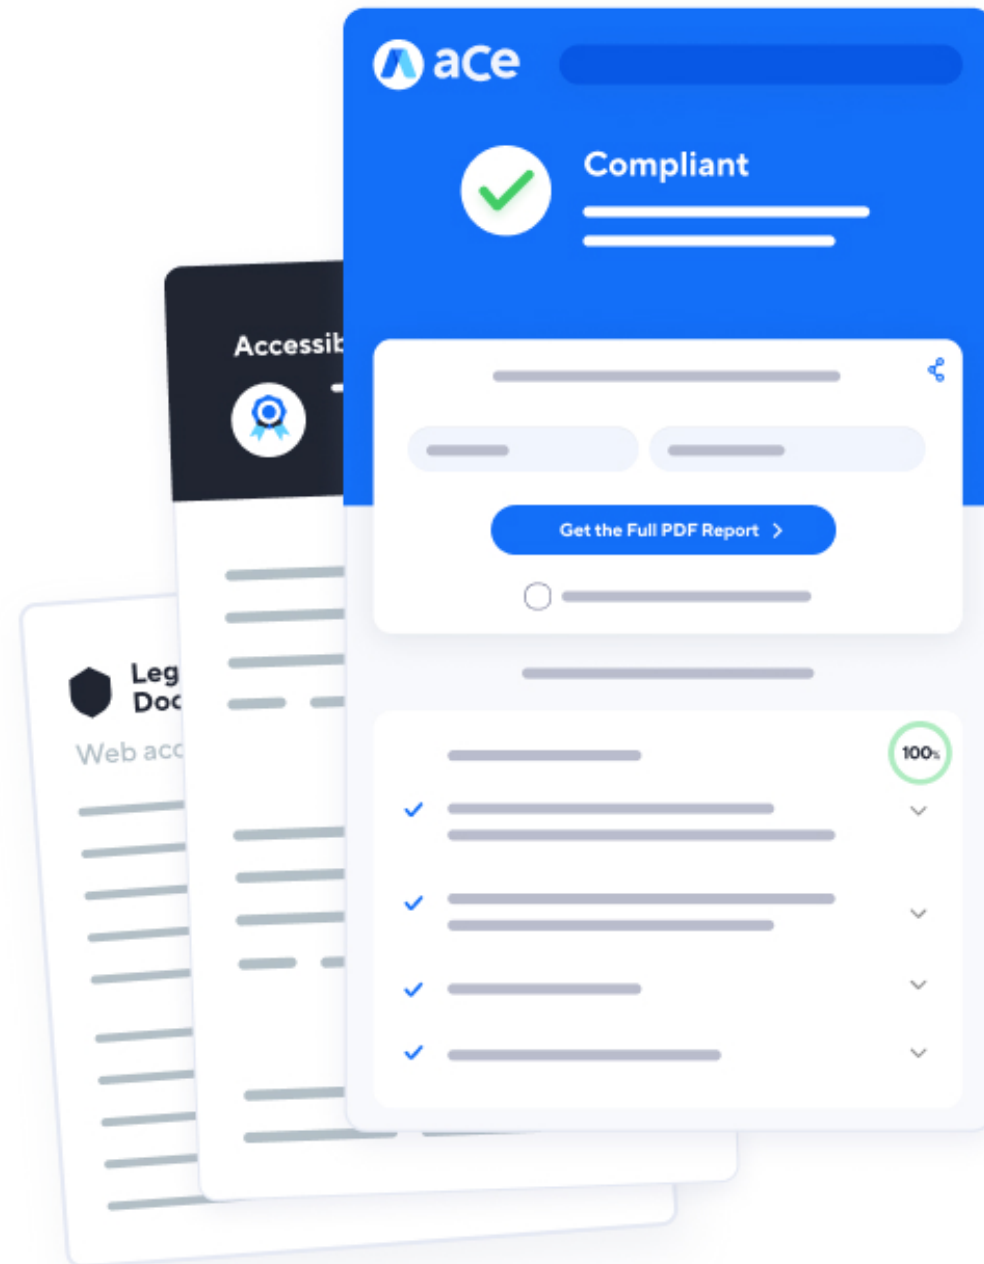 aCe
Compliant
Accessib
Get the Full PDF Report
Leg
Doc
Web acc
100%